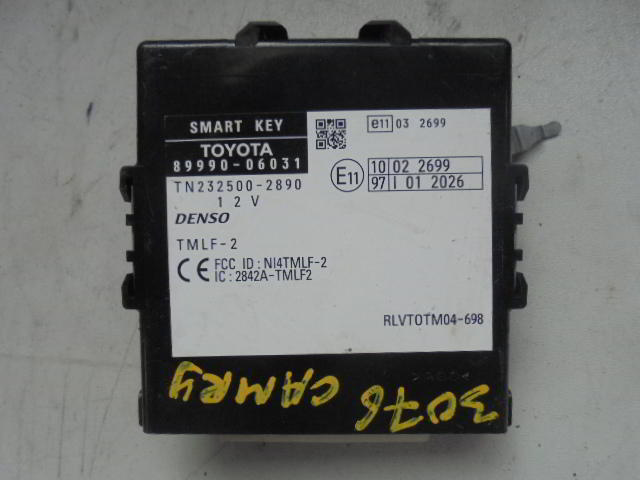 SMART KEY
TOYOTA
89990-06031
TN232500-2890
12V
DENSO
TMLF-2
CE FCC ID : NI4TMLF-2
IC : 2842A-TMLF2
e11 03 2699
E11 10 02 2699
97 I 01 2026
RLVTOTM04-698
3076 CAMRY